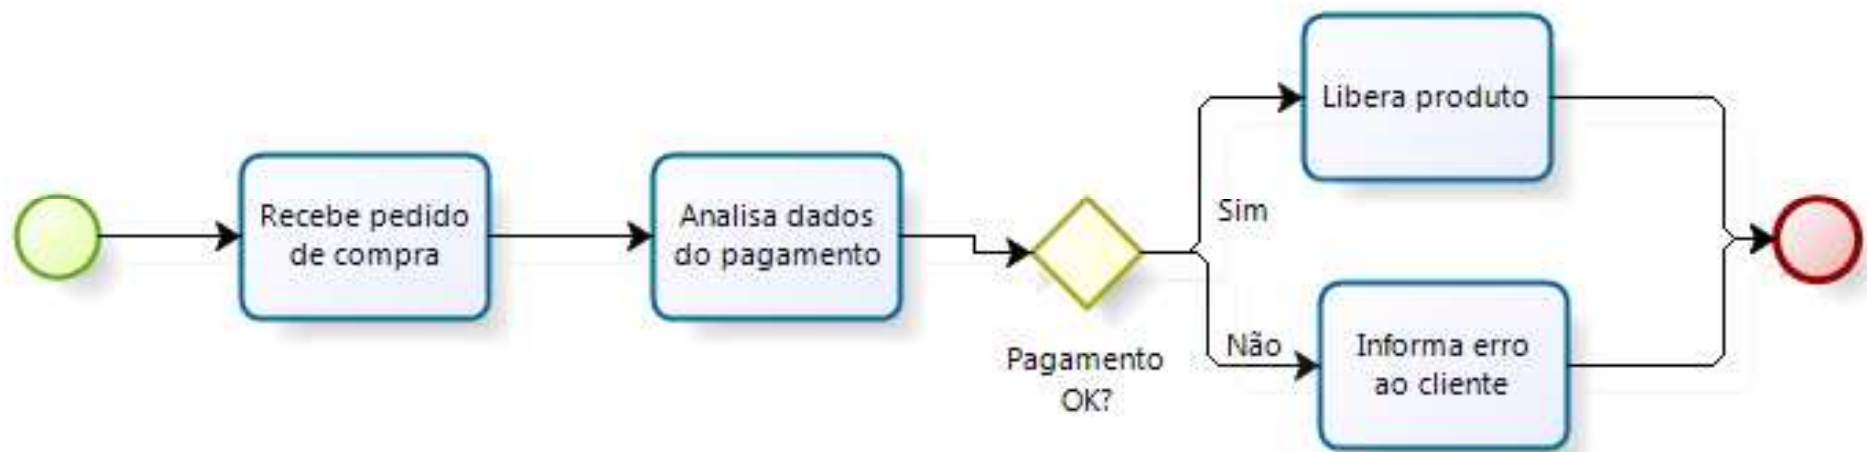 Recebe pedido
de compra
Analisa dados
do pagamento
Pagamento
OK?
Sim
Libera produto
Não
Informa erro
ao cliente